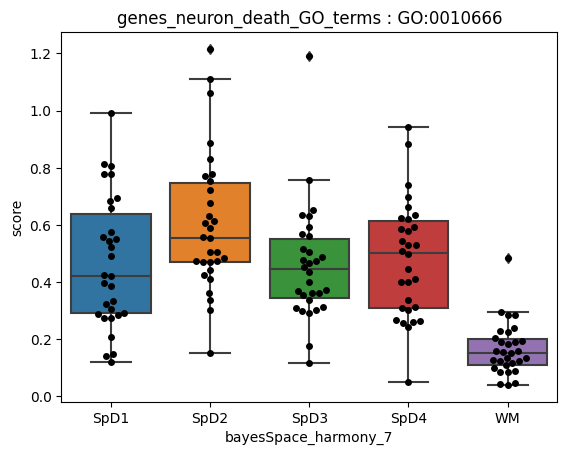 genes_neuron_death_GO_terms : GO:0010666
score
1.2
1.0
0.8
0.6
0.4
0.2
0.0
SpD1 SpD2 SpD3 SpD4 WM
bayesSpace_harmony_7